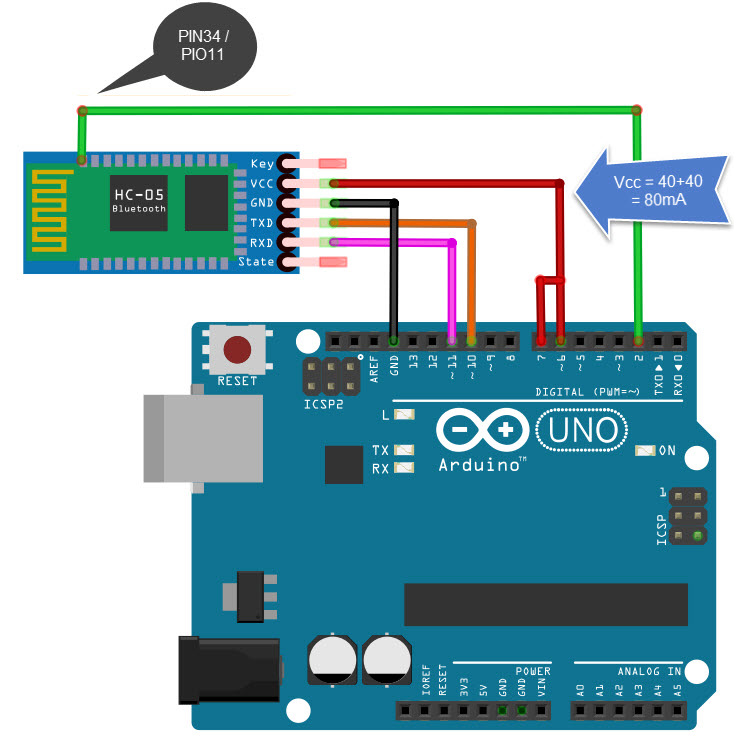 PIN34 /
PIO11
Key
VCC
GND
TXD
RXD
State
HC-05
Bluetooth
Vcc = 40+40
= 80mA
RESET
ICSP2
AREF
GND
13
12
~11
~10
~9
8
7
~6
~5
4
~3
2
TX0▶1
RX0◀0
DIGITAL (PWM=~)
L
TX
RX
Arduino™
UNO
ON
1
ICSP
IOREF
RESET
3V3
5V
GND
GND
VIN
POWER
ANALOG IN
A0
A1
A2
A3
A4
A5